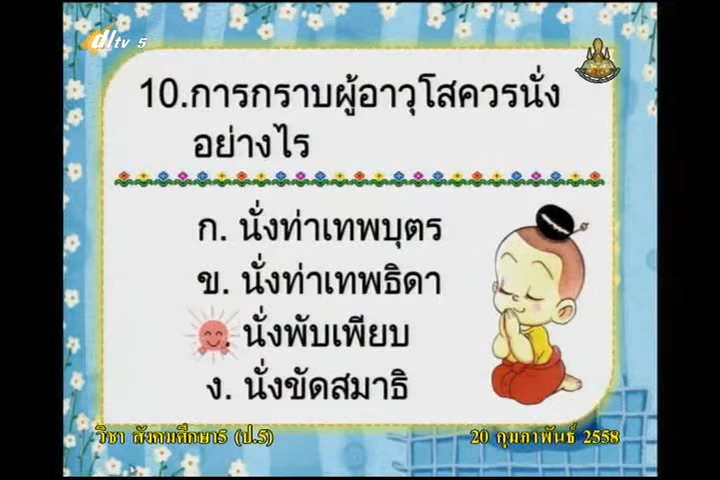 dltv 5
10.การกราบผู้อาวุโสควรนั่ง
อย่างไร
ก. นั่งท่าเทพบุตร
ข. นั่งท่าเทพธิดา
. นั่งพับเพียบ
ง. นั่งขัดสมาธิ
วิชา สังคมศึกษา5 (ป.5)
20 กุมภาพันธ์ 2558